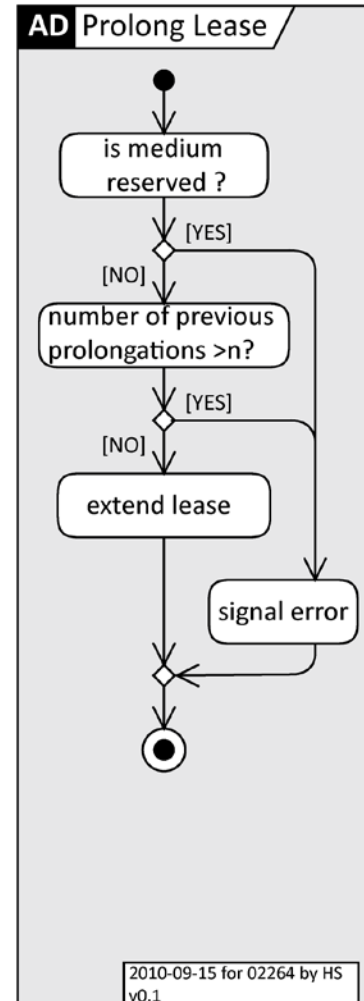 AD Prolong Lease
is medium
reserved ?
[YES]
[NO]
number of previous
prolongations >n?
[YES]
[NO]
extend lease
signal error
2010-09-15 for 02264 by HS
v0.1